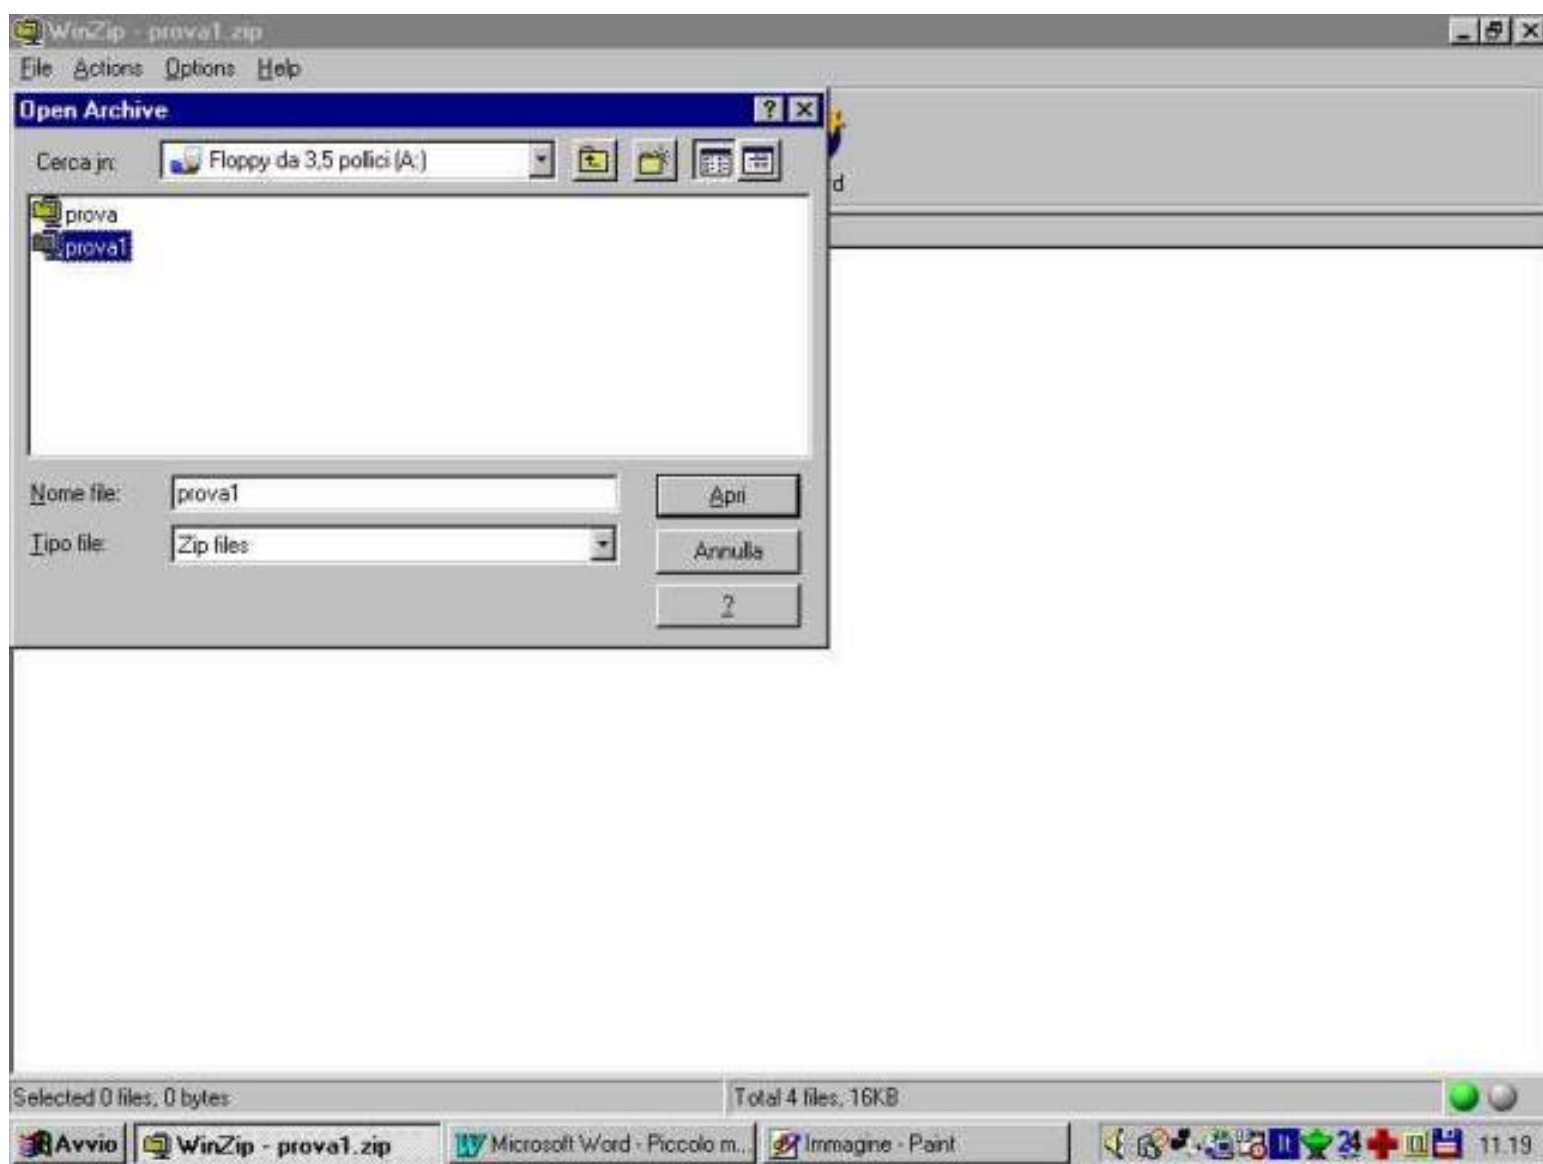 WinZip - prova1.zip
File Actions Options Help
Open Archive
Cerca in: Floppy da 3,5 pollici (A:)
d
prova
prova1
Nome file: prova1 Apri
Tipo file: Zip files Annulla
?
Selected 0 files, 0 bytes Total 4 files, 16KB
Avvio WinZip - prova1.zip Microsoft Word - Piccolo m... Immagine - Paint 24 11.19